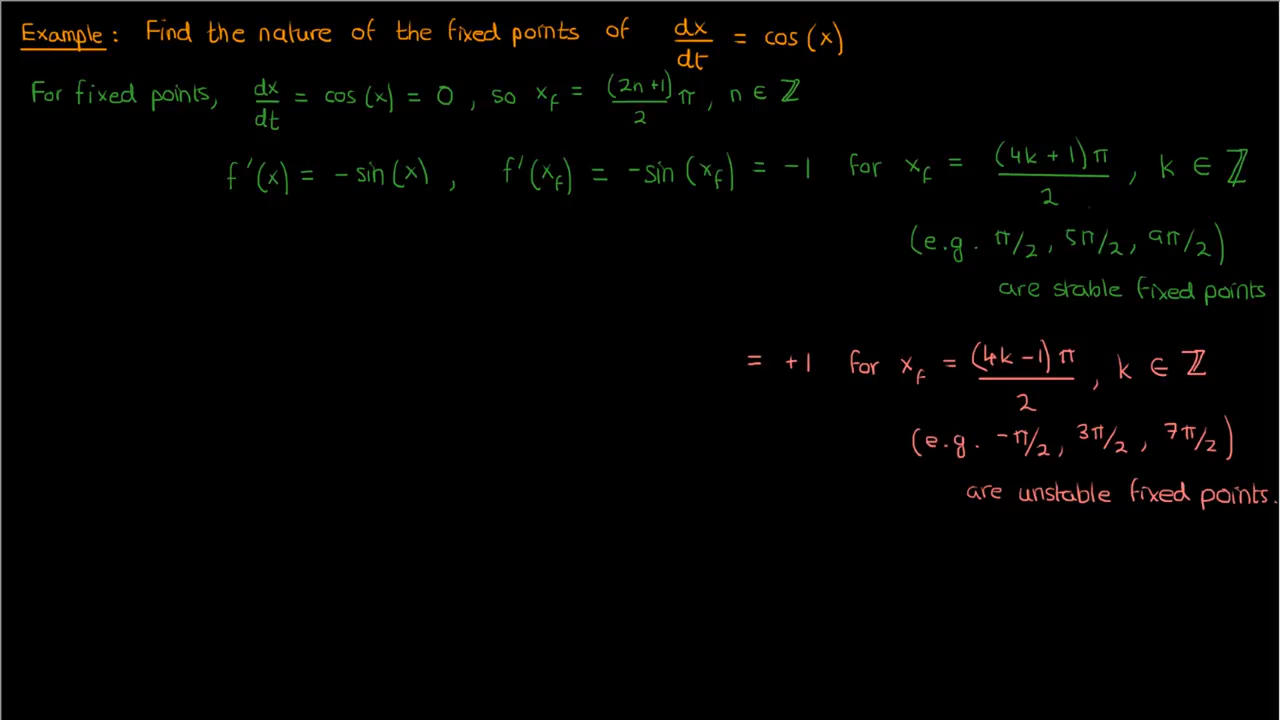 Example: Find the nature of the fixed points of dx/dt = cos(x)
For fixed points, dx/dt = cos(x) = 0, so x_f = (2n+1)/2 π, n ∈ ℤ
f'(x) = -sin(x), f'(x_f) = -sin(x_f) = -1 for x_f = (4k+1)π/2, k ∈ ℤ
(e.g. π/2, 5π/2, 9π/2)
are stable fixed points
= +1 for x_f = (4k-1)π/2, k ∈ ℤ
(e.g. -π/2, 3π/2, 7π/2)
are unstable fixed points.